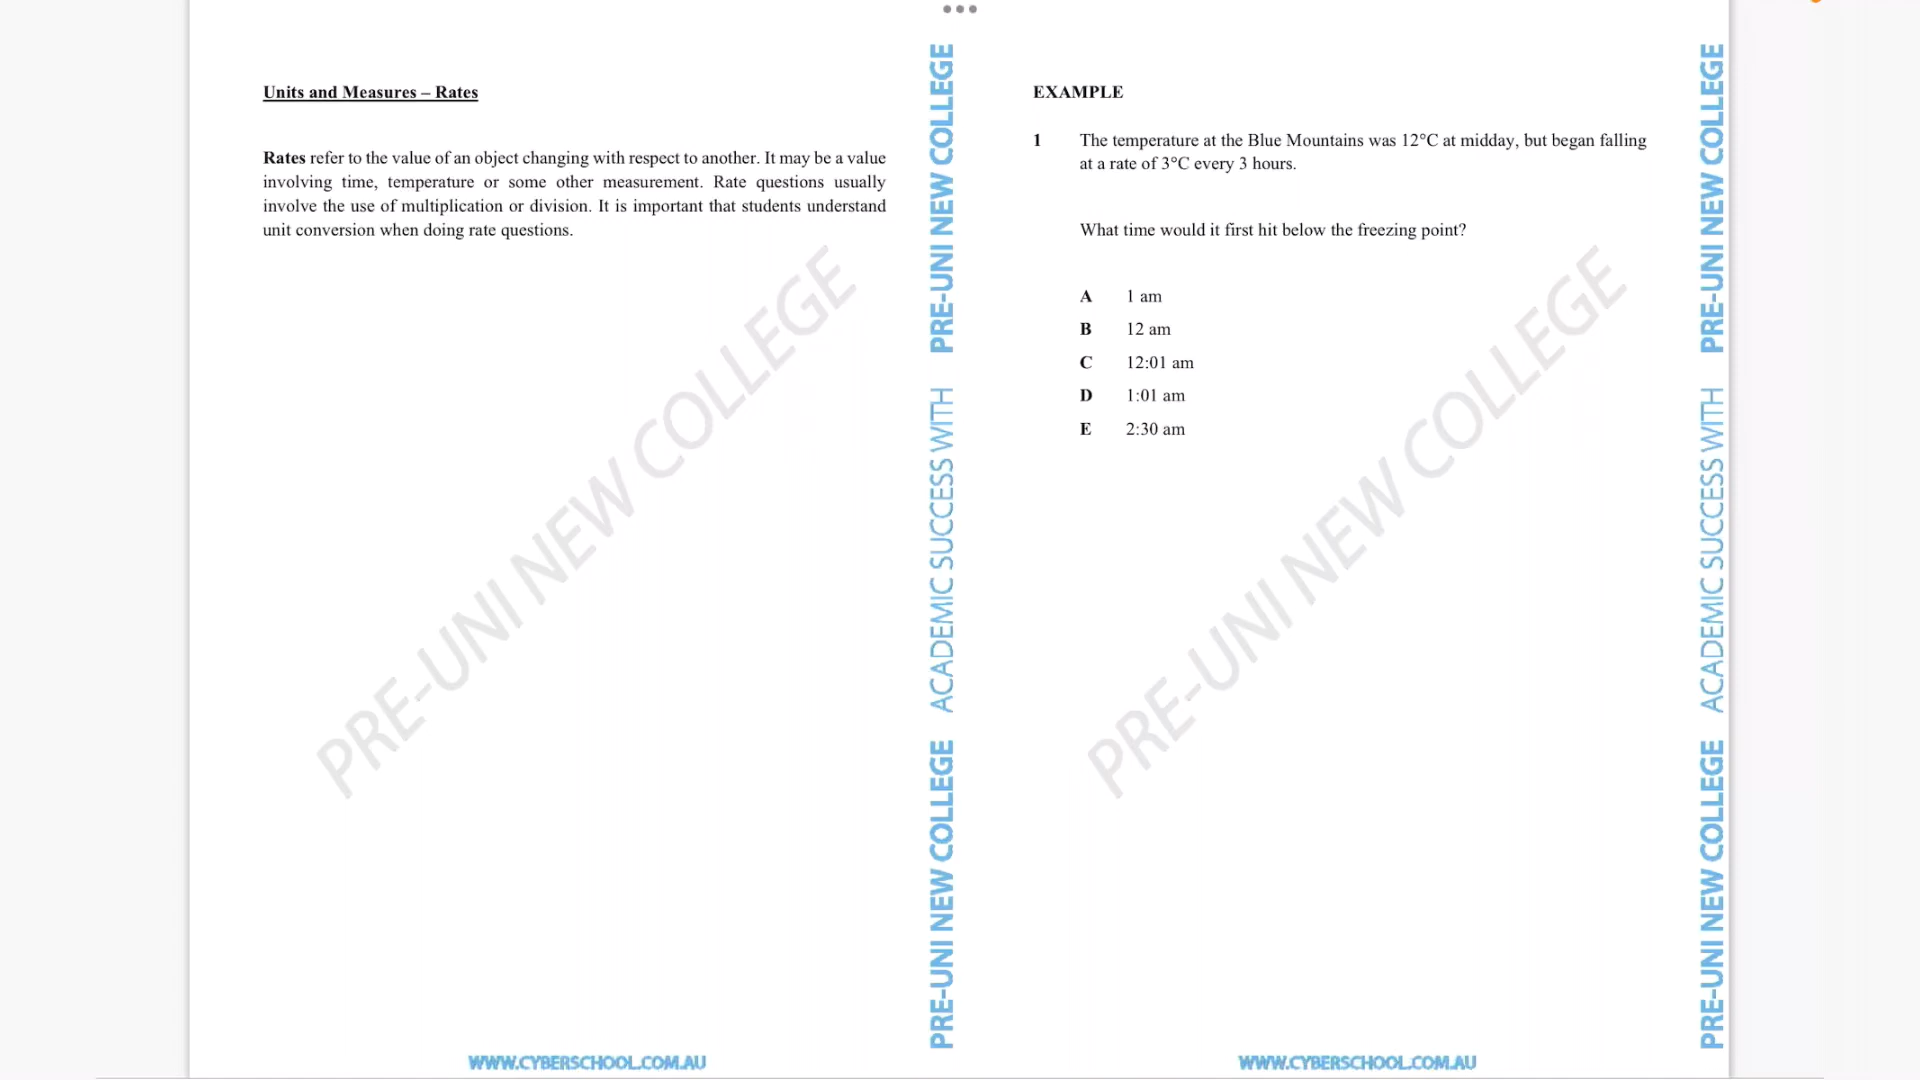 Units and Measures – Rates
Rates refer to the value of an object changing with respect to another. It may be a value
involving time, temperature or some other measurement. Rate questions usually
involve the use of multiplication or division. It is important that students understand
unit conversion when doing rate questions.
PRE-UNI NEW COLLEGE
PRE-UNI NEW COLLEGE ACADEMIC SUCCESS WITH PRE-UNI NEW COLLEGE
WWW.CYBERSCHOOL.COM.AU
EXAMPLE
1 The temperature at the Blue Mountains was 12°C at midday, but began falling
at a rate of 3°C every 3 hours.
What time would it first hit below the freezing point?
A 1 am
B 12 am
C 12:01 am
D 1:01 am
E 2:30 am
PRE-UNI NEW COLLEGE
PRE-UNI NEW COLLEGE ACADEMIC SUCCESS WITH PRE-UNI NEW COLLEGE
WWW.CYBERSCHOOL.COM.AU